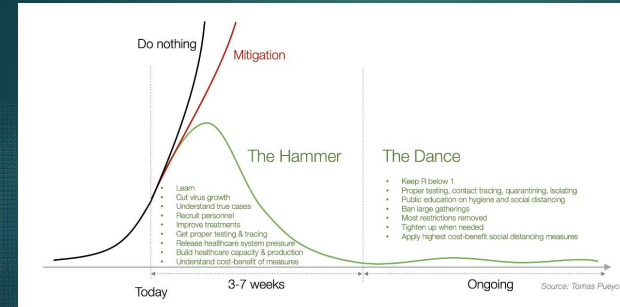 Do nothing
Mitigation
The Hammer
Learn
Cut virus growth
Understand true cases
Recruit personnel
Improve treatments
Get proper testing & tracing
Release healthcare system pressure
Build healthcare capacity & production
Understand cost-benefit of measures
The Dance
Keep R below 1
Proper testing, contact tracing, quarantining, isolating
Public education on hygiene and social distancing
Ban large gatherings
Most restrictions removed
Tighten up when needed
Apply highest cost-benefit social distancing measures
Today
3-7 weeks
Ongoing
Source: Tomas Pueyo